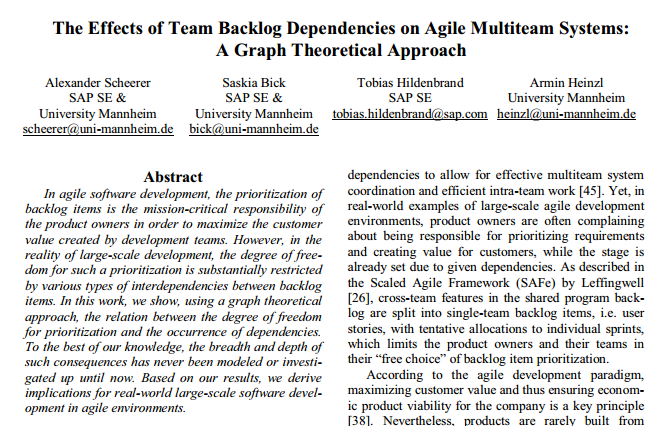 The Effects of Team Backlog Dependencies on Agile Multiteam Systems:
A Graph Theoretical Approach
Alexander Scheerer
SAP SE &
University Mannheim
scheerer@uni-mannheim.de
Saskia Bick
SAP SE &
University Mannheim
bick@uni-mannheim.de
Tobias Hildenbrand
SAP SE
tobias.hildenbrand@sap.com
Armin Heinzl
University Mannheim
heinzl@uni-mannheim.de
Abstract
In agile software development, the prioritization of
backlog items is the mission-critical responsibility of
the product owners in order to maximize the customer
value created by development teams. However, in the
reality of large-scale development, the degree of free-
dom for such a prioritization is substantially restricted
by various types of interdependencies between backlog
items. In this work, we show, using a graph theoretical
approach, the relation between the degree of freedom
for prioritization and the occurrence of dependencies.
To the best of our knowledge, the breadth and depth of
such consequences has never been modeled or investi-
gated up until now. Based on our results, we derive
implications for real-world large-scale software devel-
opment in agile environments.
dependencies to allow for effective multiteam system
coordination and efficient intra-team work [45]. Yet, in
real-world examples of large-scale agile development
environments, product owners are often complaining
about being responsible for prioritizing requirements
and creating value for customers, while the stage is
already set due to given dependencies. As described in
the Scaled Agile Framework (SAFe) by Leffingwell
[26], cross-team features in the shared program back-
log are split into single-team backlog items, i.e. user
stories, with tentative allocations to individual sprints,
which limits the product owners and their teams in
their “free choice” of backlog item prioritization.
According to the agile development paradigm,
maximizing customer value and thus ensuring econom-
ic product viability for the company is a key principle
[38]. Nevertheless, products are rarely built from